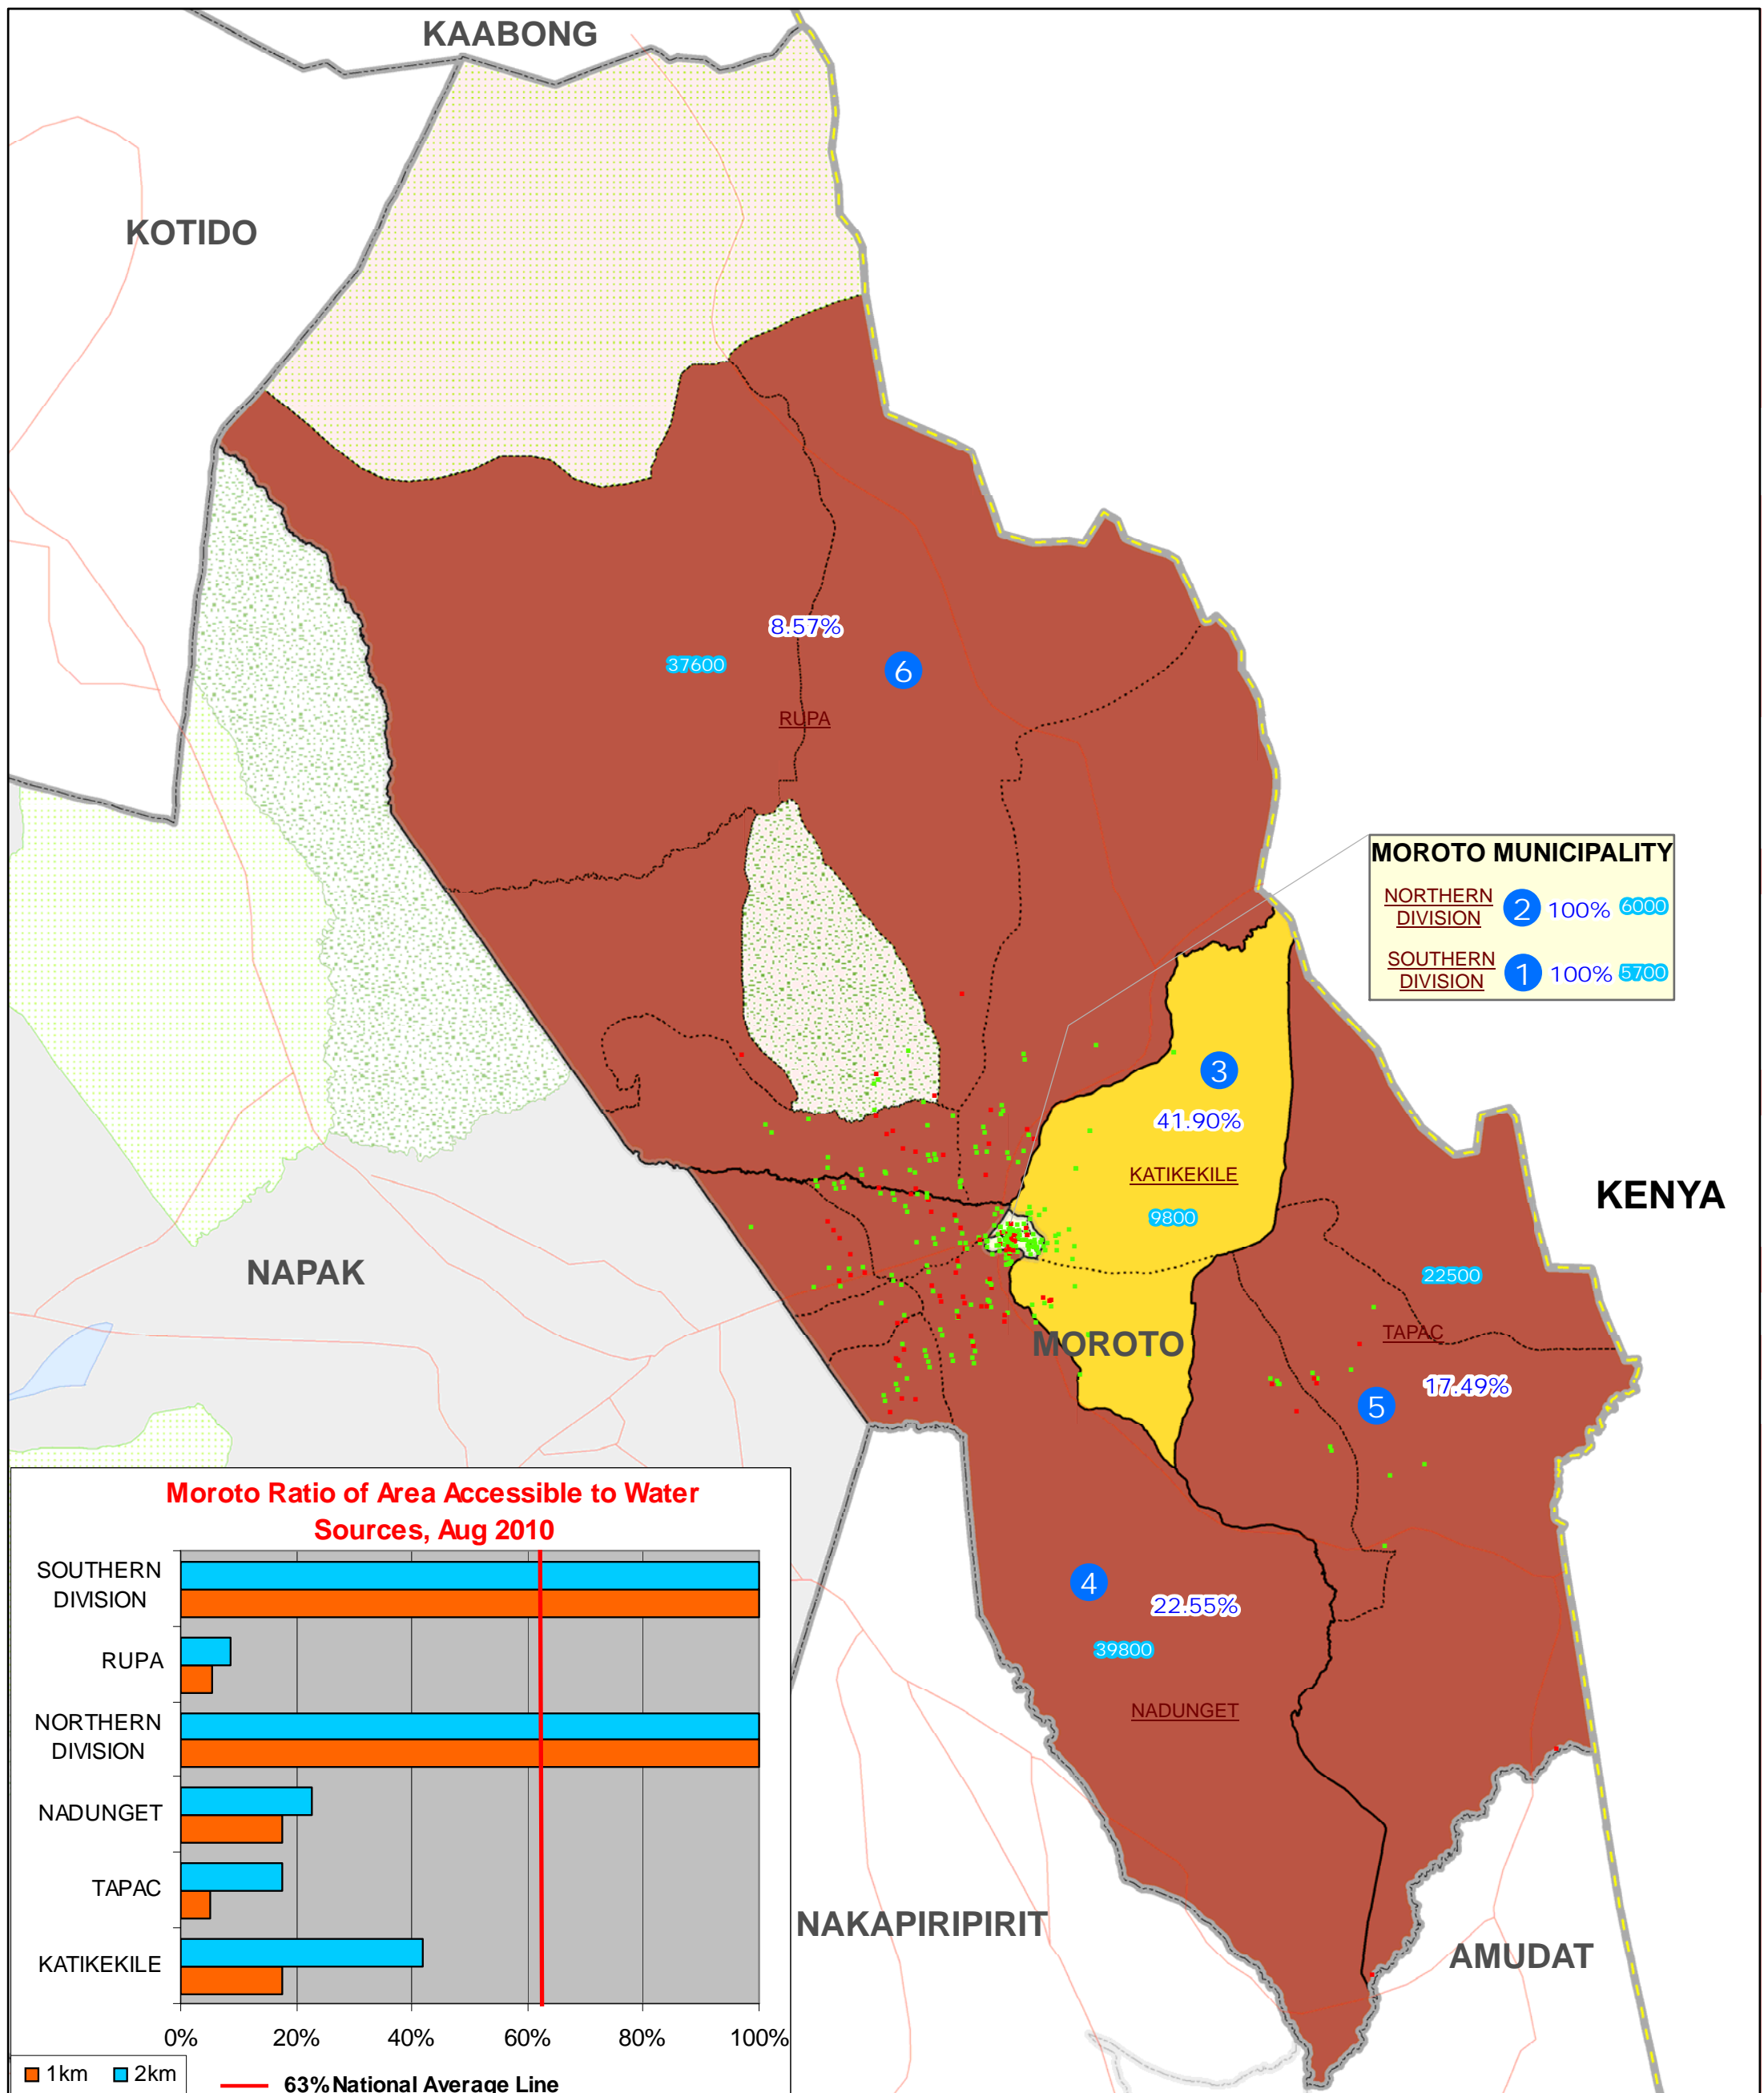 KAABONG
KOTIDO
8.57%
37600
6
RUPA
MOROTO MUNICIPALITY
NORTHERN
DIVISION
2
100%
6000
SOUTHERN
DIVISION
1
100%
5700
3
41.90%
KATIKEKILE
9800
KENYA
NAPAK
22500
TAPAC
MOROTO
17.49%
5
4
22.55%
39800
NADUNGET
NAKAPIRIPIRIT
AMUDAT
Moroto Ratio of Area Accessible to Water
Sources, Aug 2010
SOUTHERN
DIVISION
RUPA
NORTHERN
DIVISION
NADUNGET
TAPAC
KATIKEKILE
0% 20% 40% 60% 80% 100%
1km 2km
63% National Average Line